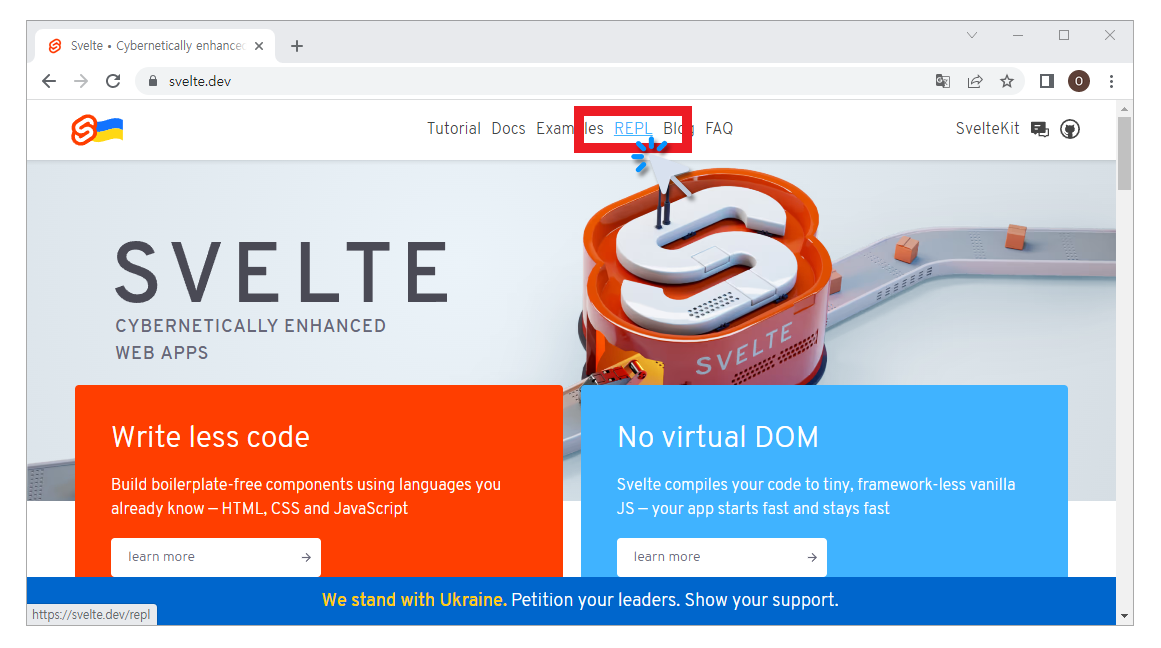 Svelte • Cybernetically enhanced
svelte.dev
O
Tutorial Docs Examples REPL Blog FAQ
SvelteKit
SVELTE
CYBERNETICALLY ENHANCED
WEB APPS
SVELTE
Write less code
Build boilerplate-free components using languages you
already know — HTML, CSS and JavaScript
learn more
No virtual DOM
Svelte compiles your code to tiny, framework-less vanilla
JS — your app starts fast and stays fast
learn more
We stand with Ukraine. Petition your leaders. Show your support.
https://svelte.dev/repl